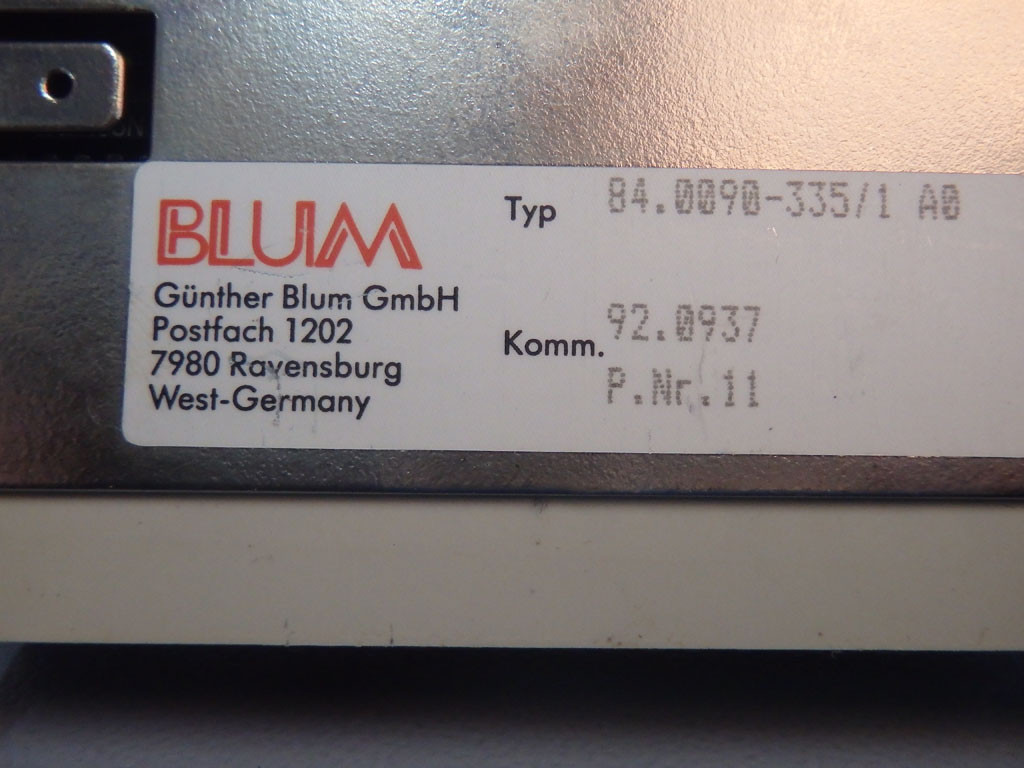 BLUM
Günther Blum GmbH
Postfach 1202
7980 Ravensburg
West-Germany
Typ 84.0090-335/1 A0
Komm. 92.0937
P.Nr.11